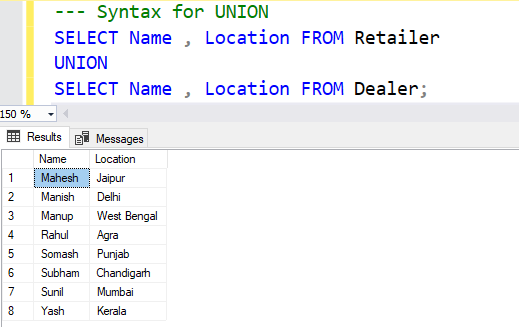 --- Syntax for UNION
SELECT Name , Location FROM Retailer
UNION
SELECT Name , Location FROM Dealer;
150 %
Results Messages
Name Location
1 Mahesh Jaipur
2 Manish Delhi
3 Manup West Bengal
4 Rahul Agra
5 Somash Punjab
6 Subham Chandigarh
7 Sunil Mumbai
8 Yash Kerala